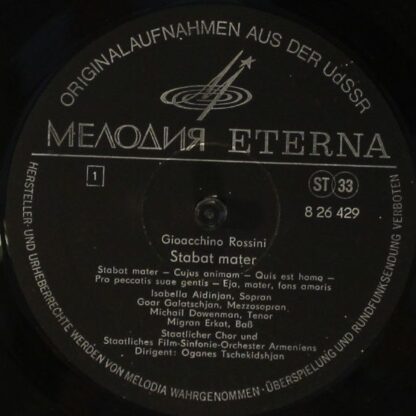 ORIGINALAUFNAHMEN AUS DER UdSSR
МЕЛОДИЯ ETERNA
1
ST 33
8 26 429
Gioacchino Rossini
Stabat mater
Stabat mater – Cujus animam – Quis est homo –
Pro peccatis suae gentis – Eja, mater, fons amoris
Isabella Aidinjan, Sopran
Goar Galatschjan, Mezzosopran
Michail Dowenman, Tenor
Migran Erkat, Baß
Staatlicher Chor und
Staatliches Film-Sinfonie-Orchester Armeniens
Dirigent: Oganes Tschekidshjan
HERSTELLER- UND URHEBERRECHTE WERDEN VON MELODIA WAHRGENOMMEN · ÜBERSPIELUNG UND RUNDFUNKSENDUNG VERBOTEN